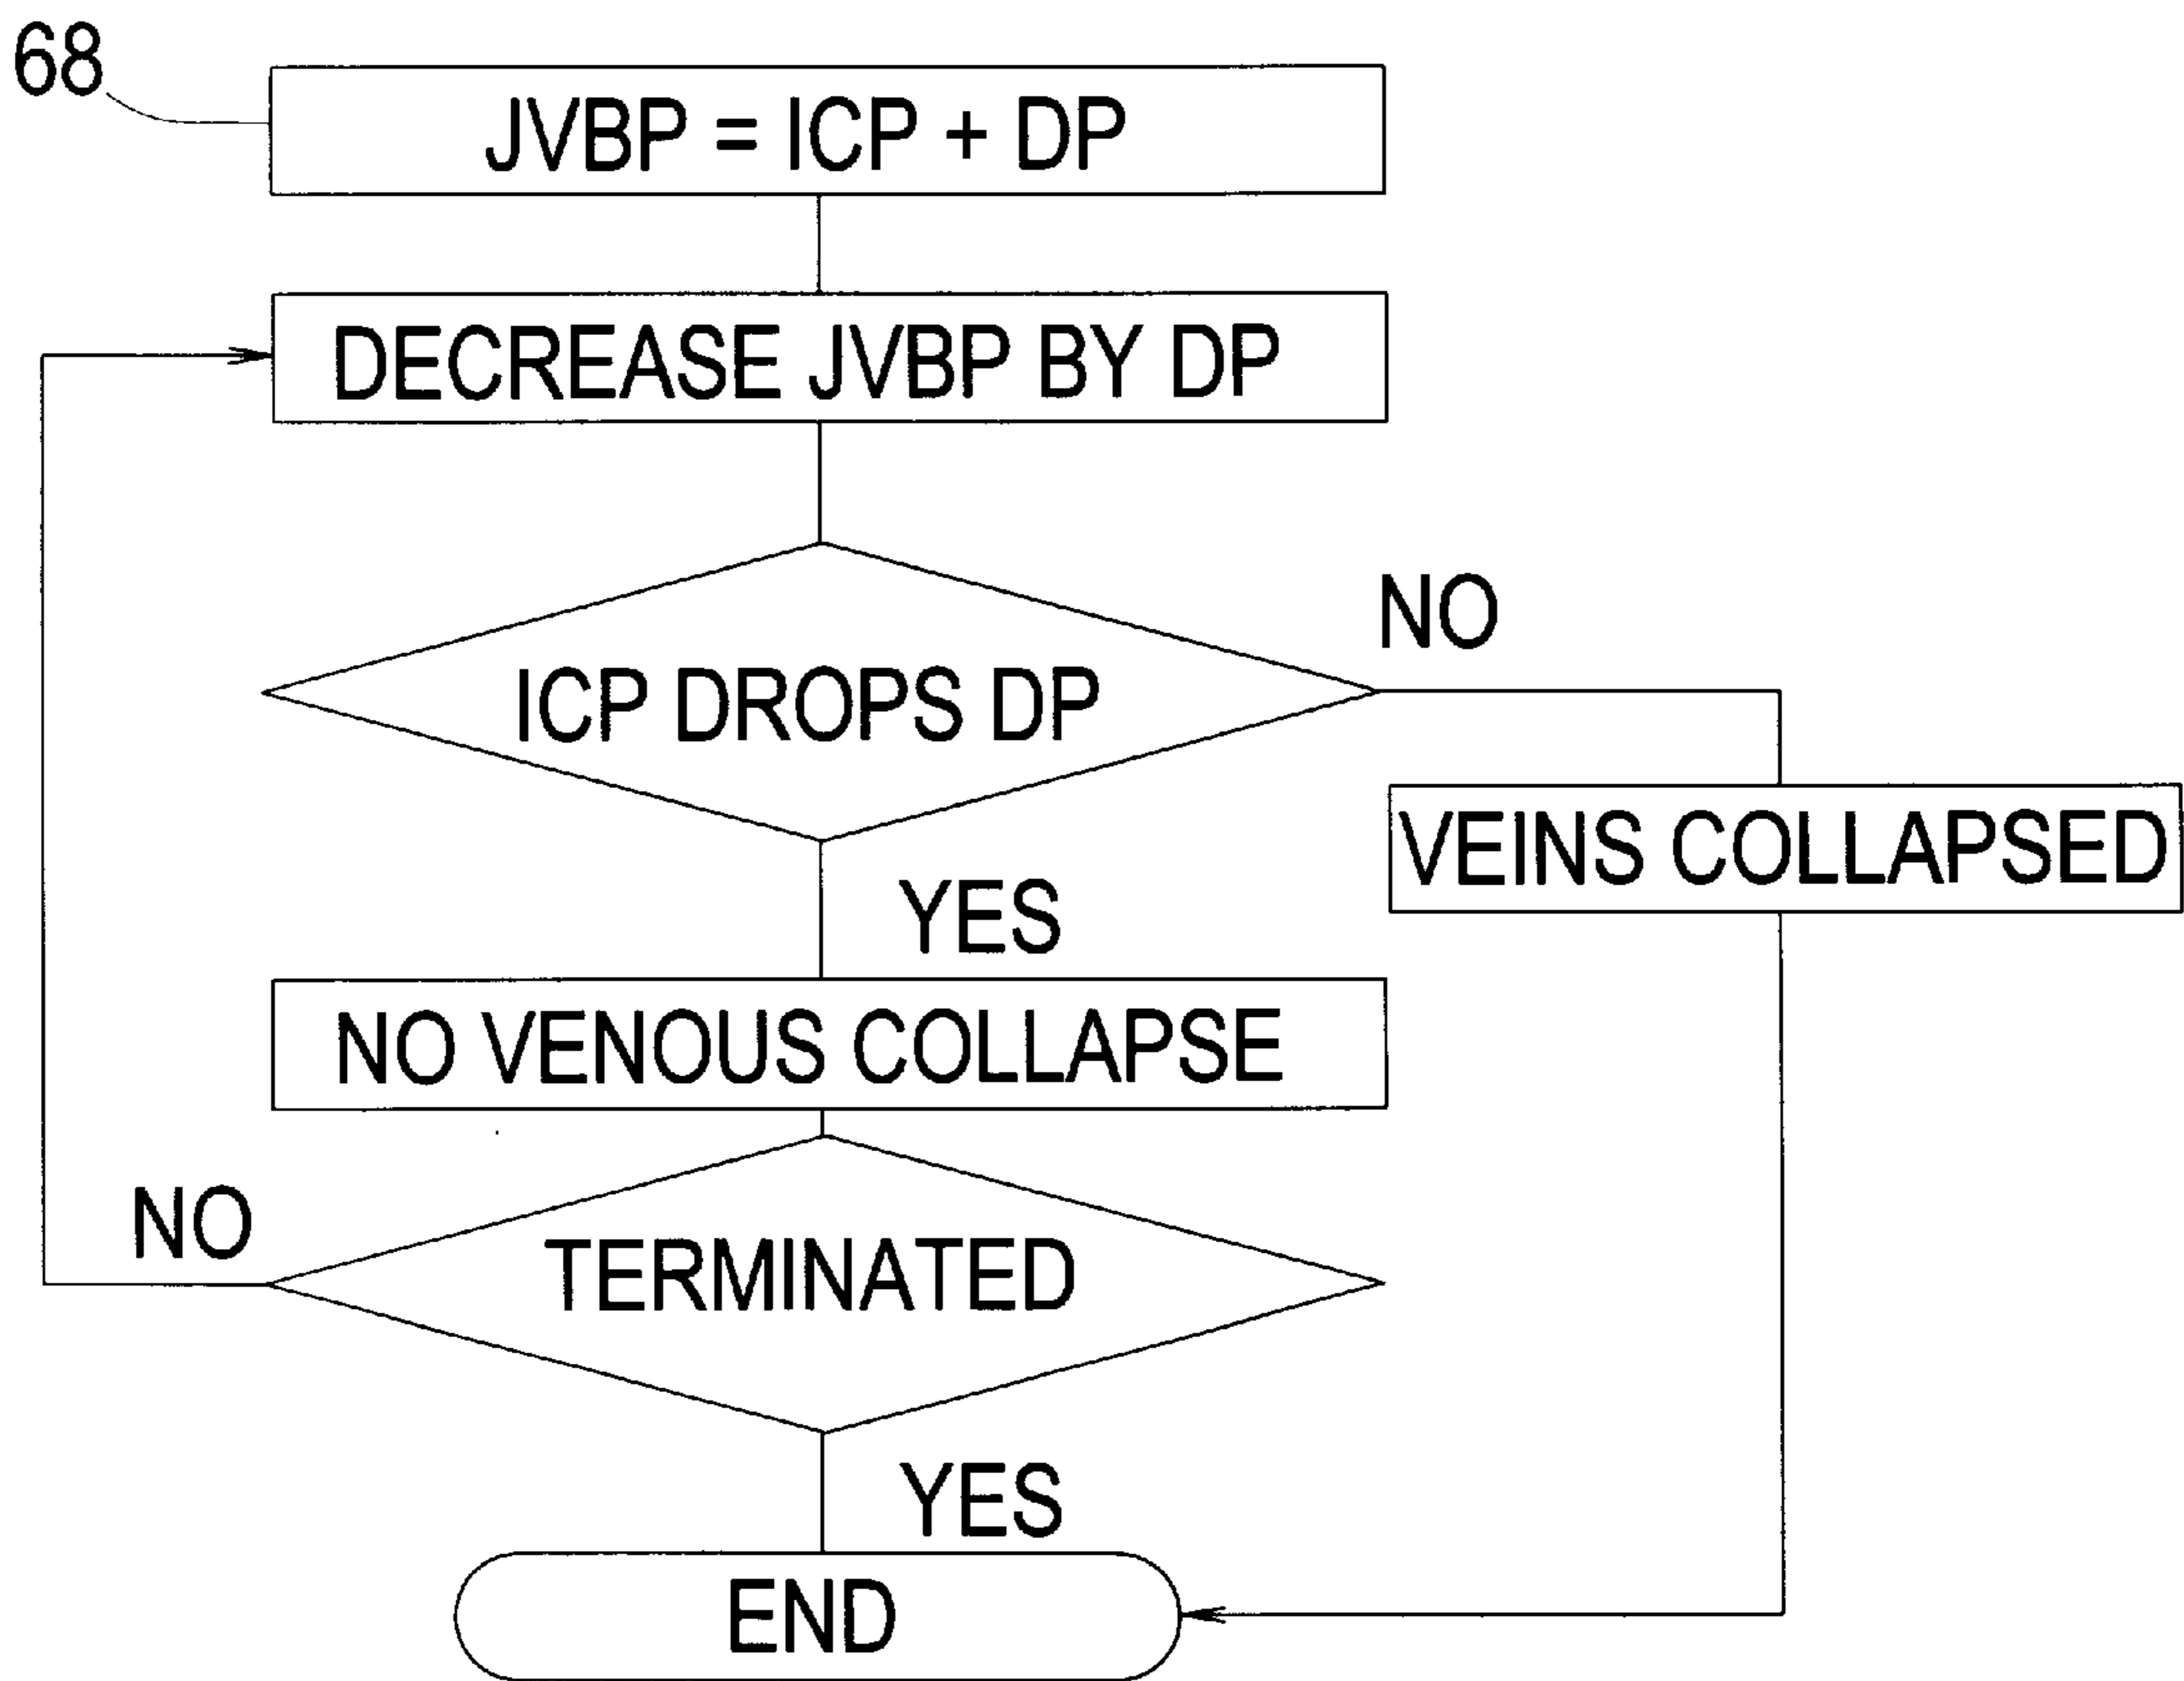 68
JVBP = ICP + DP
DECREASE JVBP BY DP
NO
ICP DROPS DP
VEINS COLLAPSED
YES
NO VENOUS COLLAPSE
NO
TERMINATED
YES
END